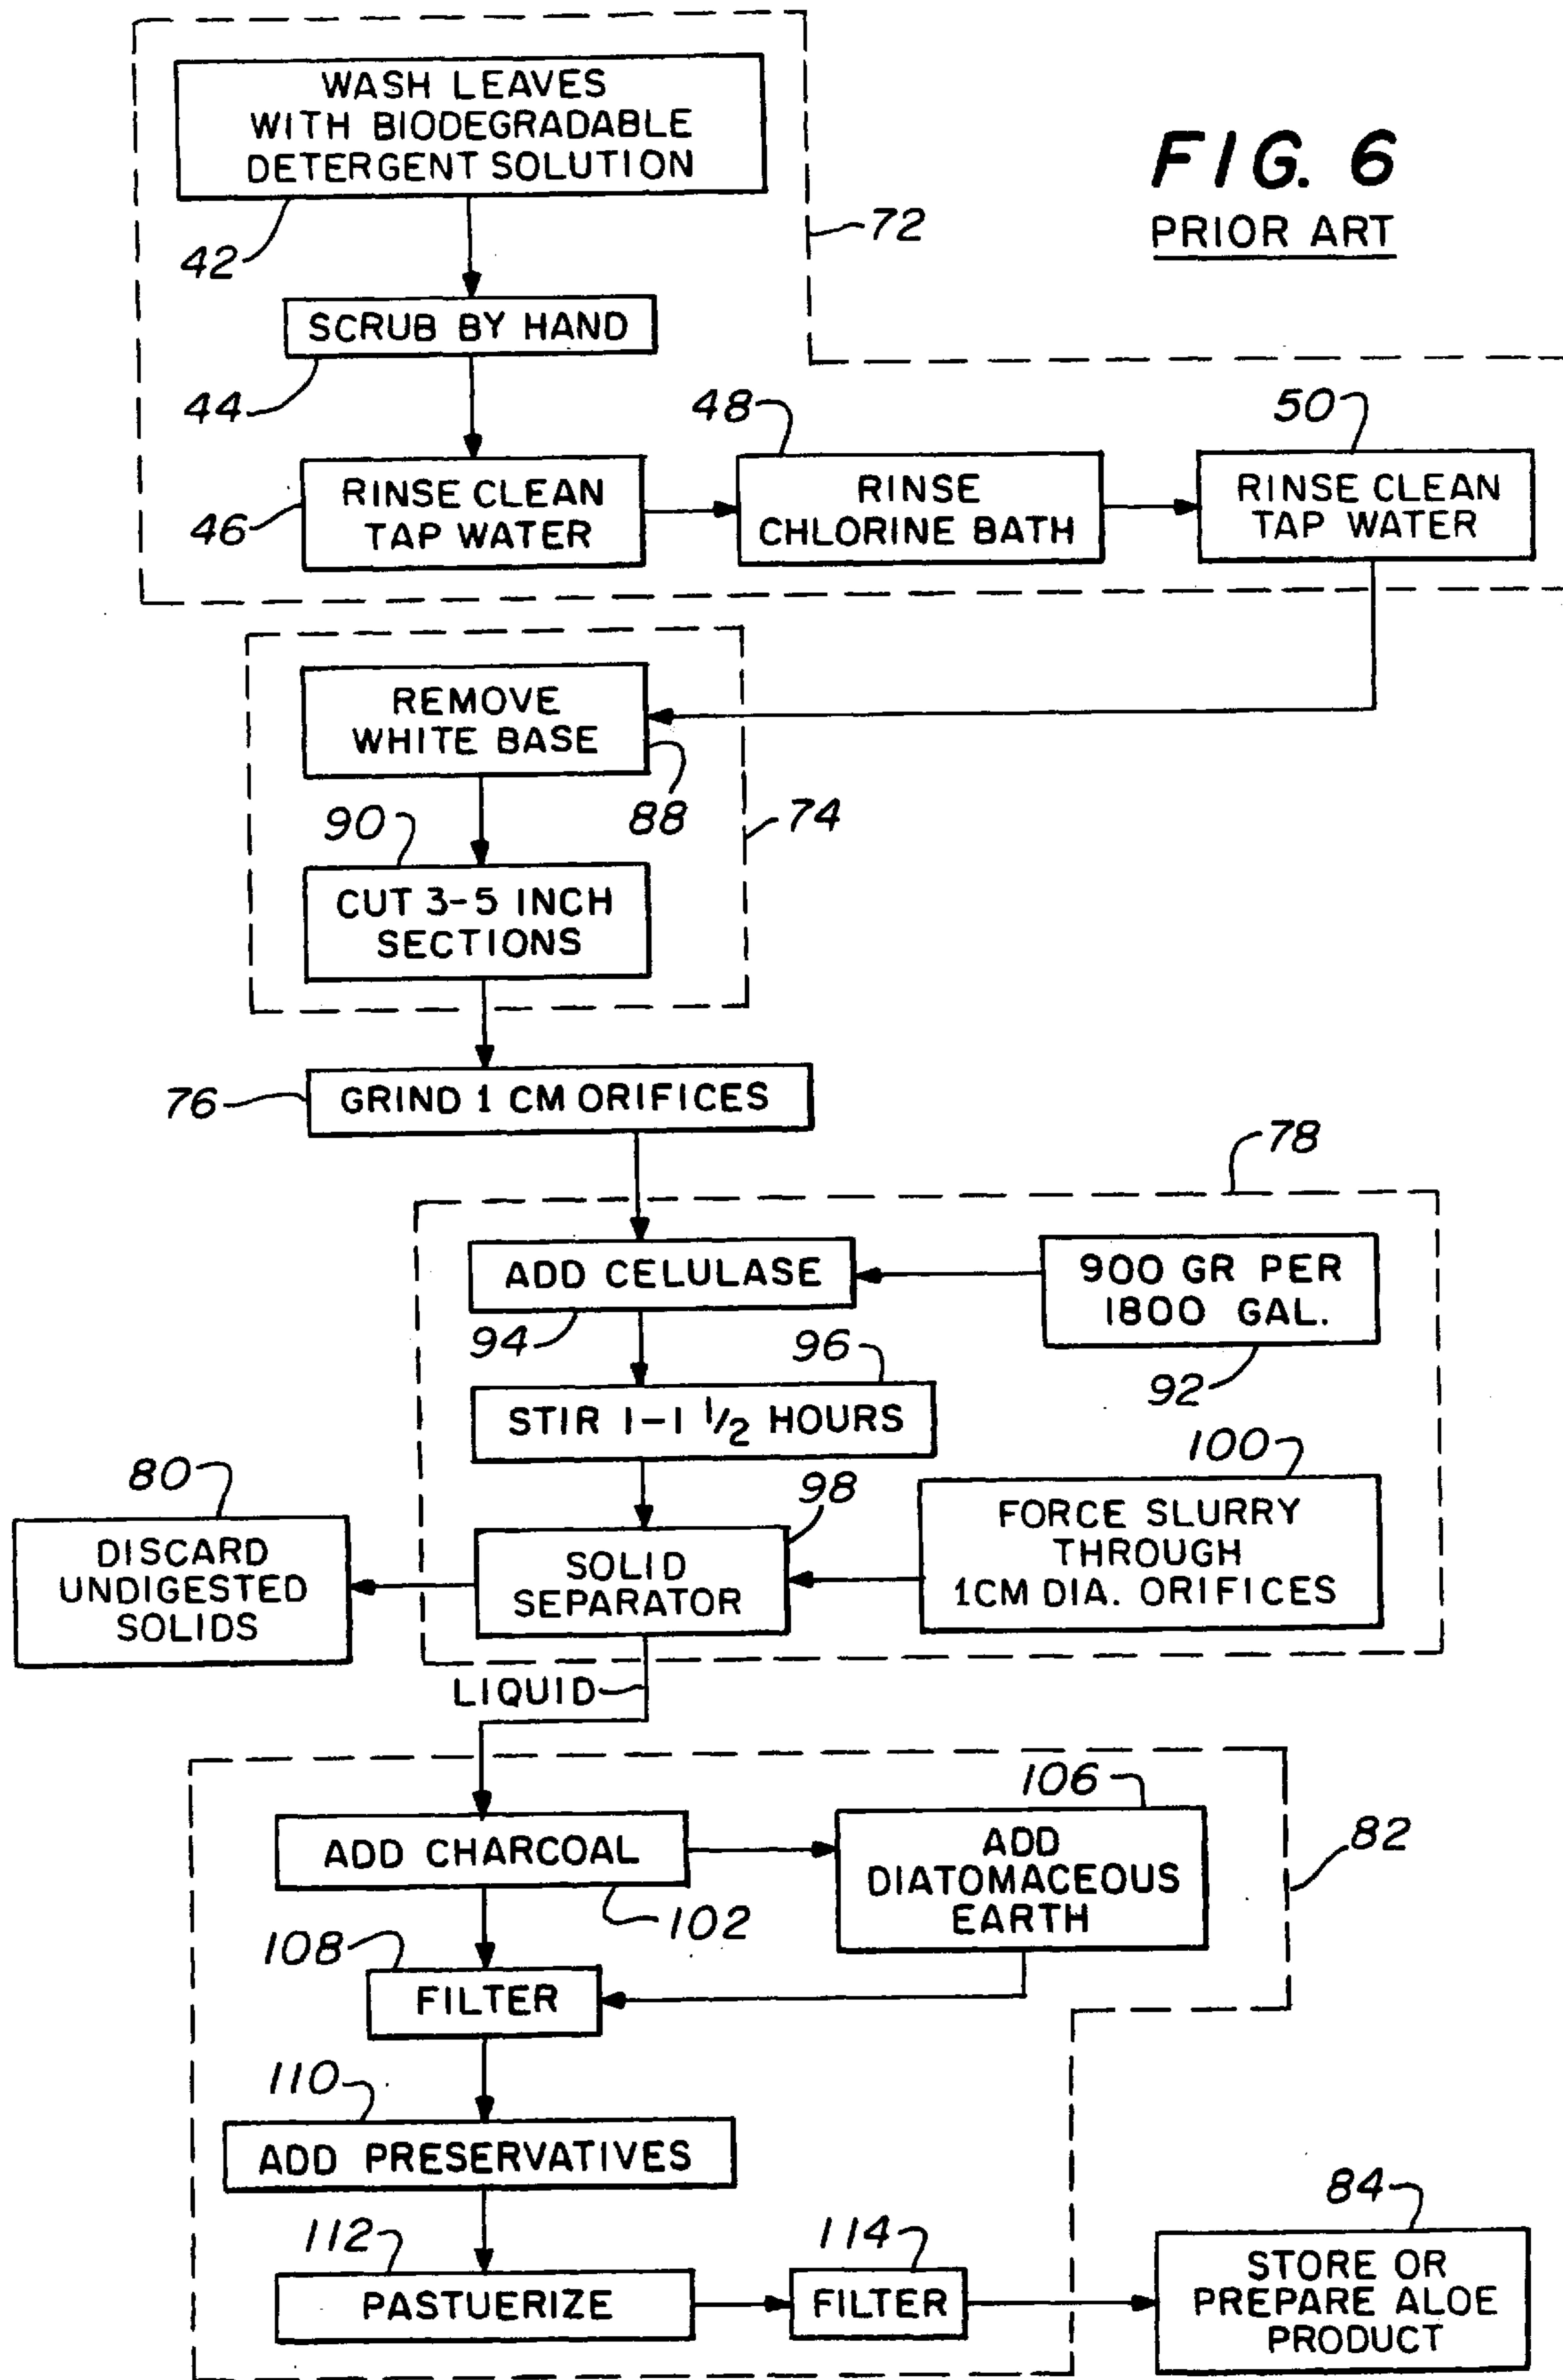 FIG. 6
PRIOR ART
WASH LEAVES
WITH BIODEGRADABLE
DETERGENT SOLUTION
72
42
SCRUB BY HAND
44
48
50
RINSE CLEAN
TAP WATER
46
RINSE
CHLORINE BATH
RINSE CLEAN
TAP WATER
REMOVE
WHITE BASE
88
74
90
CUT 3-5 INCH
SECTIONS
76
GRIND 1 CM ORIFICES
78
ADD CELULASE
94
900 GR PER
1800 GAL.
92
96
STIR 1-1 1/2 HOURS
80
98
100
DISCARD
UNDIGESTED
SOLIDS
SOLID
SEPARATOR
FORCE SLURRY
THROUGH
1CM DIA. ORIFICES
LIQUID
106
82
ADD CHARCOAL
102
ADD
DIATOMACEOUS
EARTH
108
FILTER
110
ADD PRESERVATIVES
112
114
84
PASTUERIZE
FILTER
STORE OR
PREPARE ALOE
PRODUCT